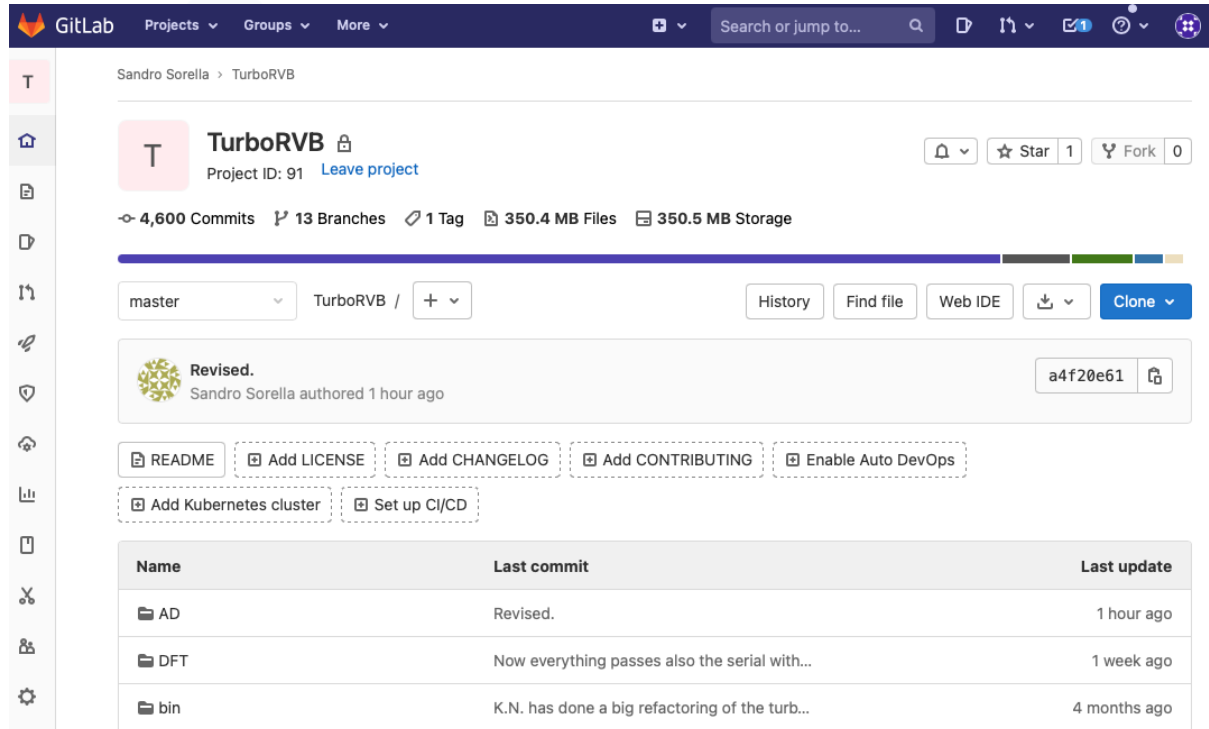 GitLab Projects Groups More Search or jump to... 1
T Sandro Sorella › TurboRVB
T TurboRVB
Project ID: 91 Leave project
Star 1 Fork 0
4,600 Commits 13 Branches 1 Tag 350.4 MB Files 350.5 MB Storage
master TurboRVB / + History Find file Web IDE Clone
Revised.
Sandro Sorella authored 1 hour ago
a4f20e61
README Add LICENSE Add CHANGELOG Add CONTRIBUTING Enable Auto DevOps
Add Kubernetes cluster Set up CI/CD
Name Last commit Last update
AD Revised. 1 hour ago
DFT Now everything passes also the serial with... 1 week ago
bin K.N. has done a big refactoring of the turb... 4 months ago